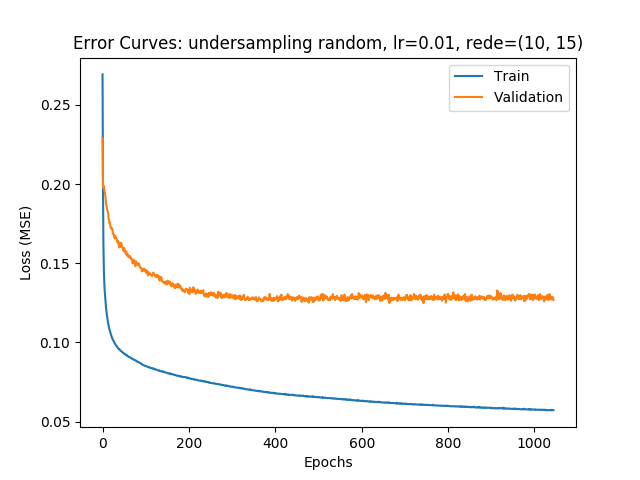 Error Curves: undersampling random, lr=0.01, rede=(10, 15)
Train
Validation
0.25
0.20
0.15
0.10
0.05
Loss (MSE)
0 200 400 600 800 1000
Epochs